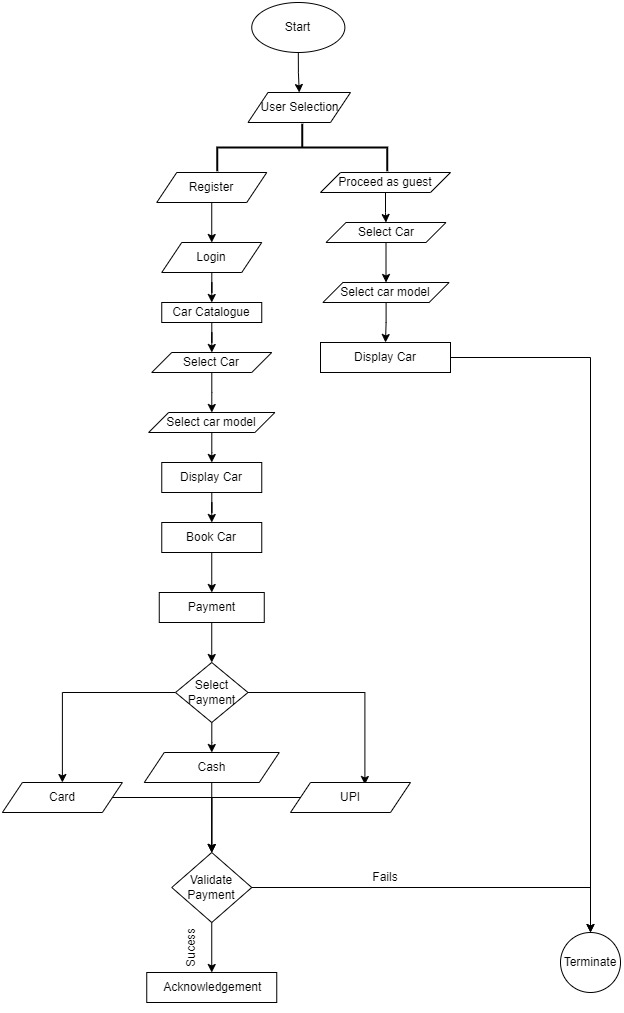 Start
User Selection
Register
Proceed as guest
Select Car
Login
Select car model
Car Catalogue
Display Car
Select Car
Select car model
Display Car
Book Car
Payment
Select
Payment
Cash
Card
UPI
Validate
Payment
Fails
Sucess
Terminate
Acknowledgement